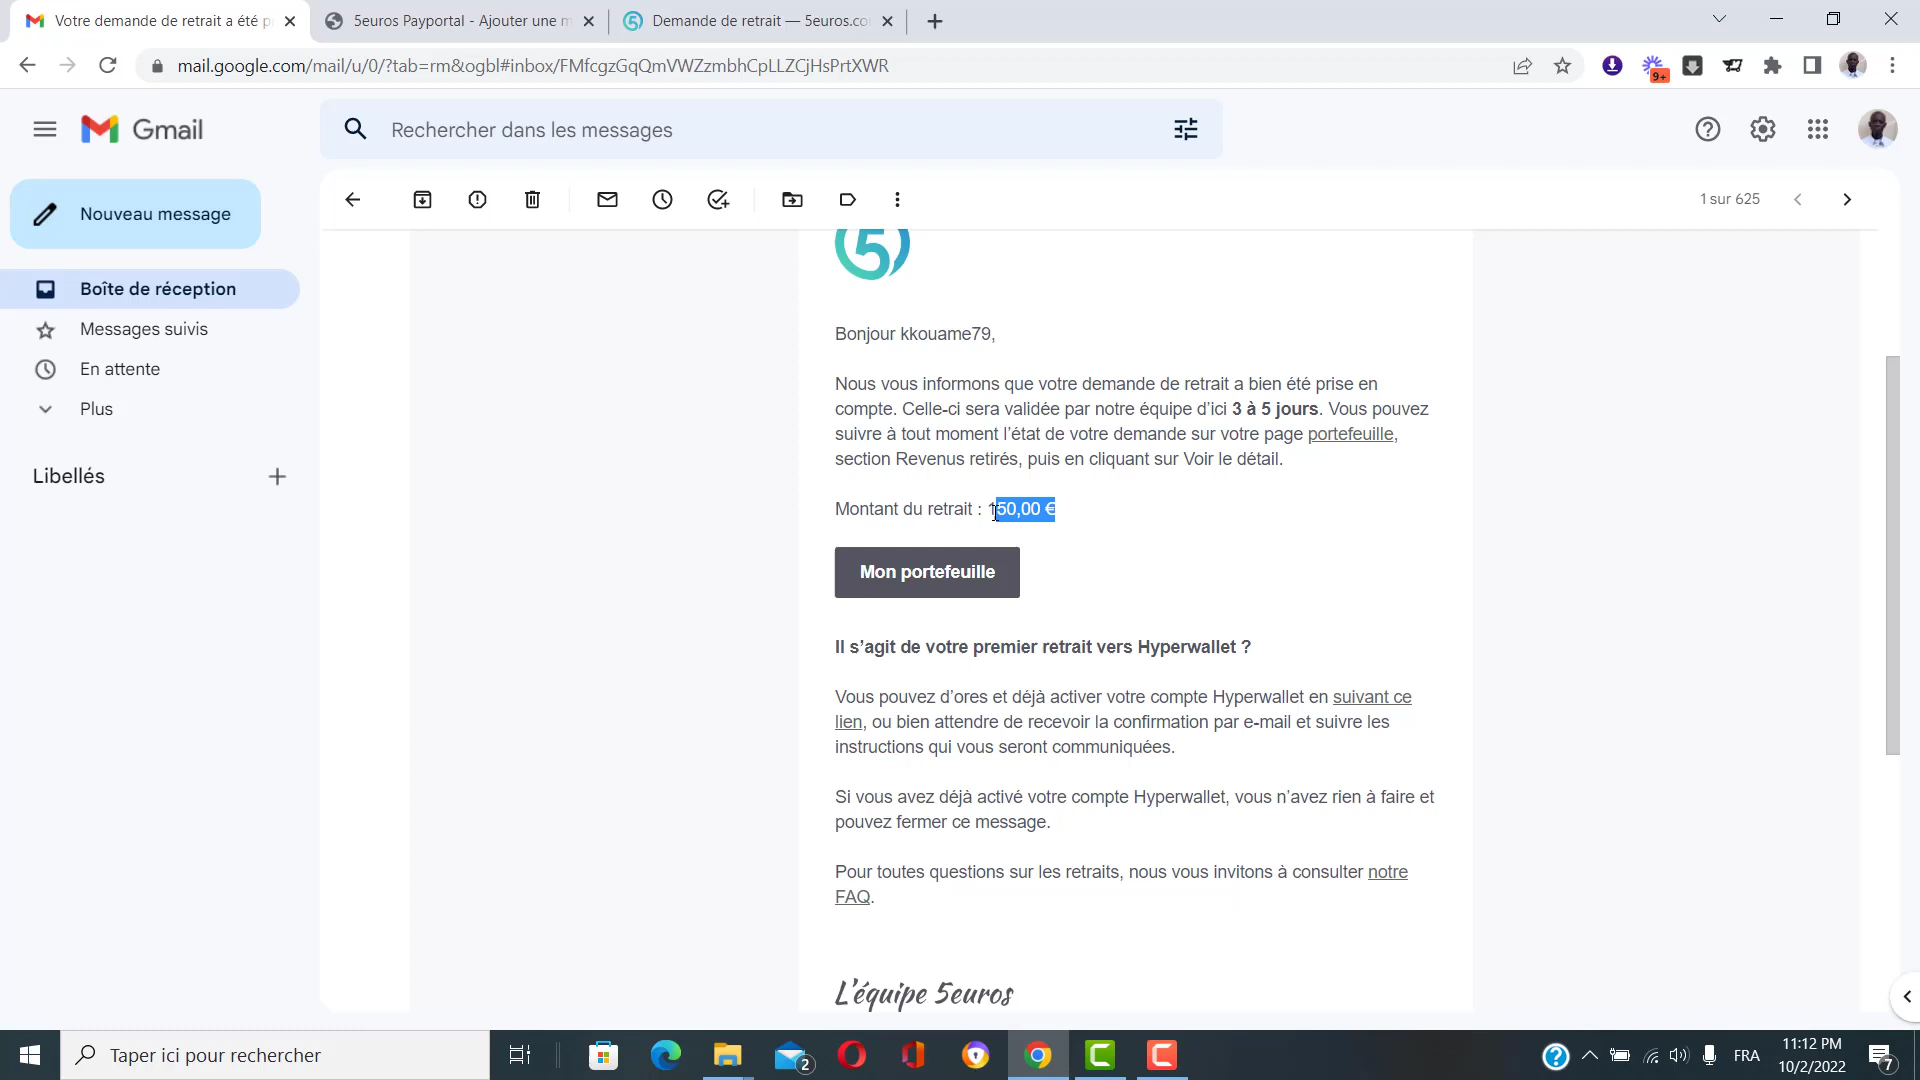 Votre demande de retrait a été p
5euros Payportal - Ajouter une m
Demande de retrait — 5euros.co
mail.google.com/mail/u/0/?tab=rm&ogbl#inbox/FMfcgzGqQmVWZzmbhCpLLZCjHsPrtXWR
9+
Gmail
Rechercher dans les messages
Nouveau message
1 sur 625
Boîte de réception
Messages suivis
En attente
Plus
Libellés
5
Bonjour kkouame79,
Nous vous informons que votre demande de retrait a bien été prise en
compte. Celle-ci sera validée par notre équipe d’ici 3 à 5 jours. Vous pouvez
suivre à tout moment l’état de votre demande sur votre page portefeuille,
section Revenus retirés, puis en cliquant sur Voir le détail.
Montant du retrait : 150,00 €
Mon portefeuille
Il s’agit de votre premier retrait vers Hyperwallet ?
Vous pouvez d’ores et déjà activer votre compte Hyperwallet en suivant ce
lien, ou bien attendre de recevoir la confirmation par e-mail et suivre les
instructions qui vous seront communiquées.
Si vous avez déjà activé votre compte Hyperwallet, vous n’avez rien à faire et
pouvez fermer ce message.
Pour toutes questions sur les retraits, nous vous invitons à consulter notre
FAQ.
L’équipe 5euros
Taper ici pour rechercher
2
FRA
11:12 PM
10/2/2022
7